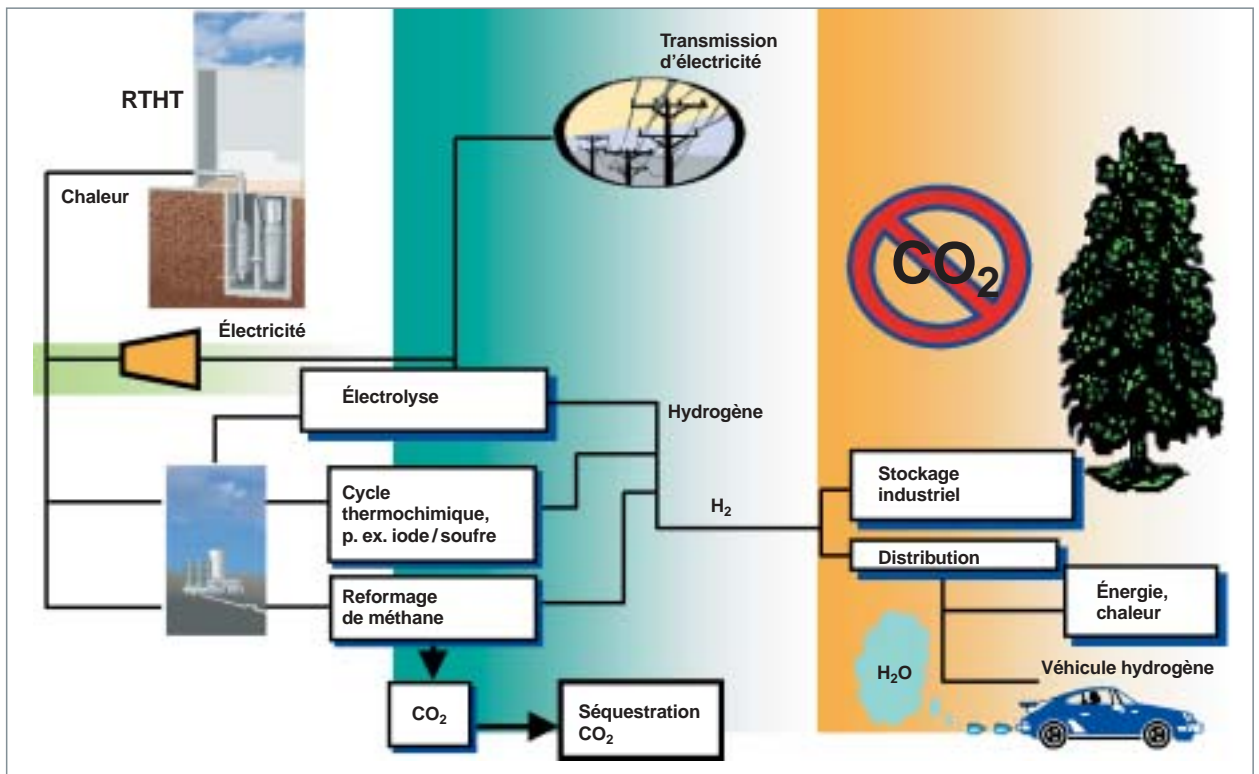 Transmission
d'électricité
RTHT
Chaleur
CO₂
Électricité
Électrolyse
Hydrogène
Cycle
thermochimique,
p. ex. iode / soufre
H₂
Stockage
industriel
Distribution
Reformage
de méthane
Énergie,
chaleur
H₂O
Véhicule hydrogène
CO₂
Séquestration
CO₂